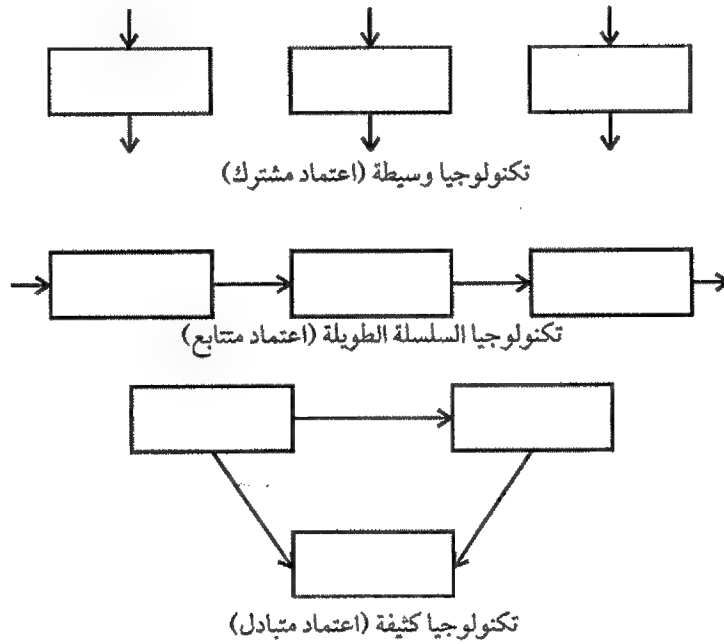 تكنولوجيا وسيطة (اعتماد مشترك)
تكنولوجيا السلسلة الطويلة (اعتماد متتابع)
تكنولوجيا كثيفة (اعتماد متبادل)